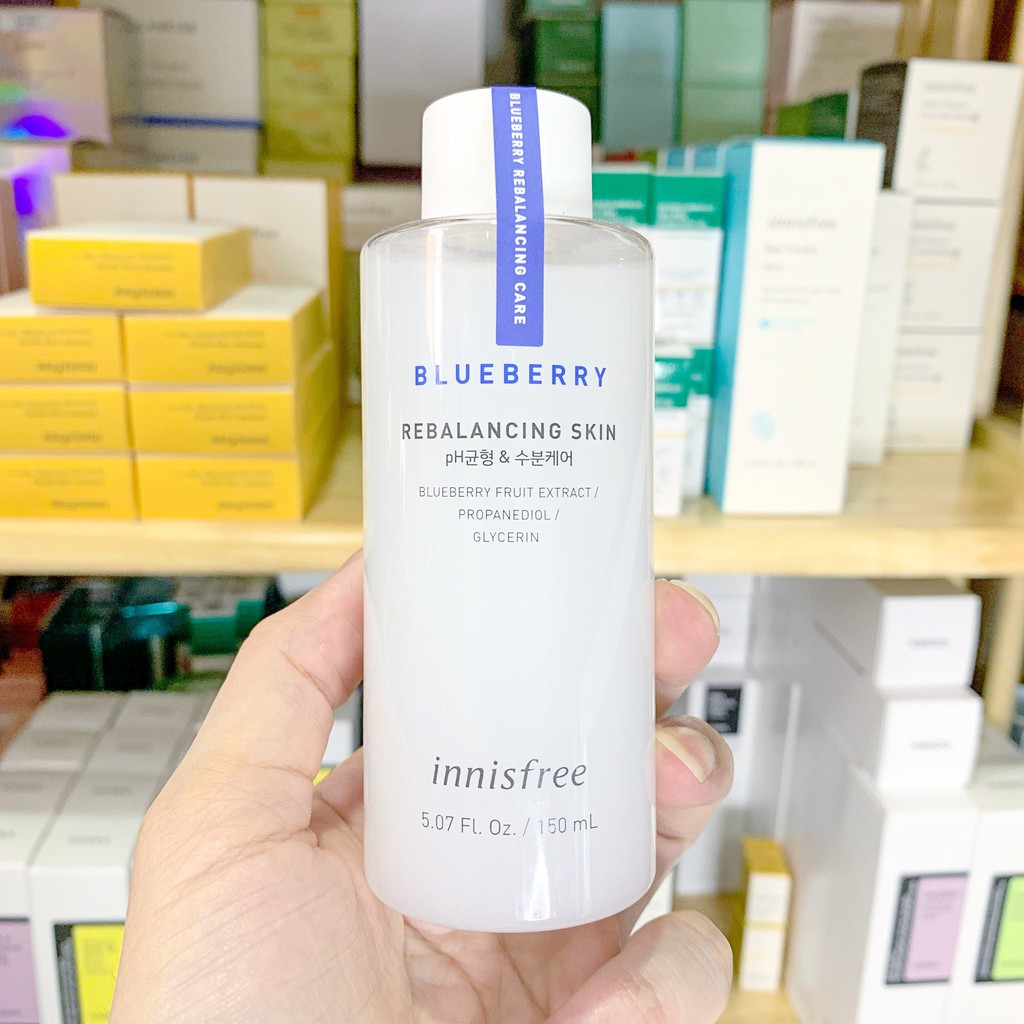 BLUEBERRY REBALANCING CARE
BLUEBERRY
REBALANCING SKIN
pH균형 & 수분케어
BLUEBERRY FRUIT EXTRACT /
PROPANEDIOL /
GLYCERIN
innisfree
5.07 Fl. Oz. / 150 mL
innisfree